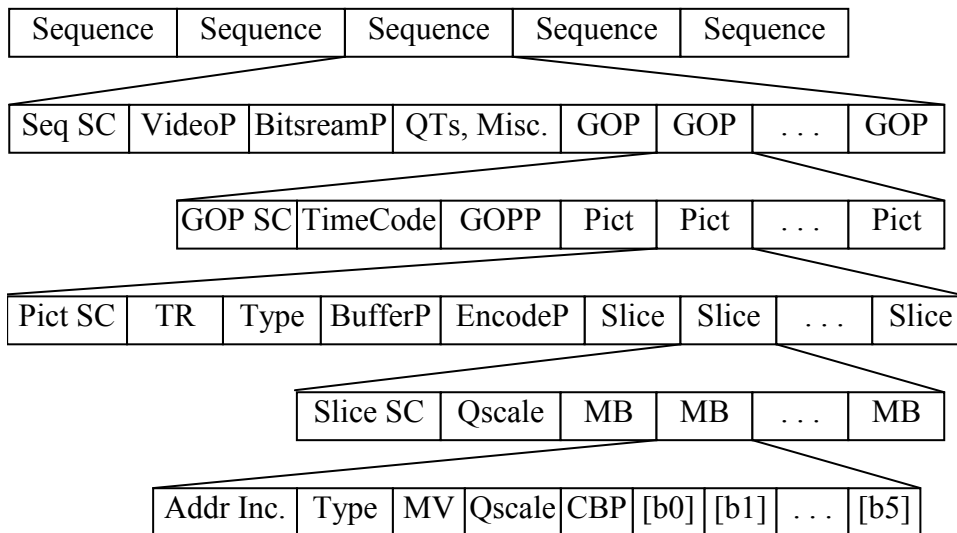 Sequence Sequence Sequence Sequence Sequence
Seq SC VideoP BitsreamP QTs, Misc. GOP GOP . . . GOP
GOP SC TimeCode GOPP Pict Pict . . . Pict
Pict SC TR Type BufferP EncodeP Slice Slice . . . Slice
Slice SC Qscale MB MB . . . MB
Addr Inc. Type MV Qscale CBP [b0] [b1] . . . [b5]